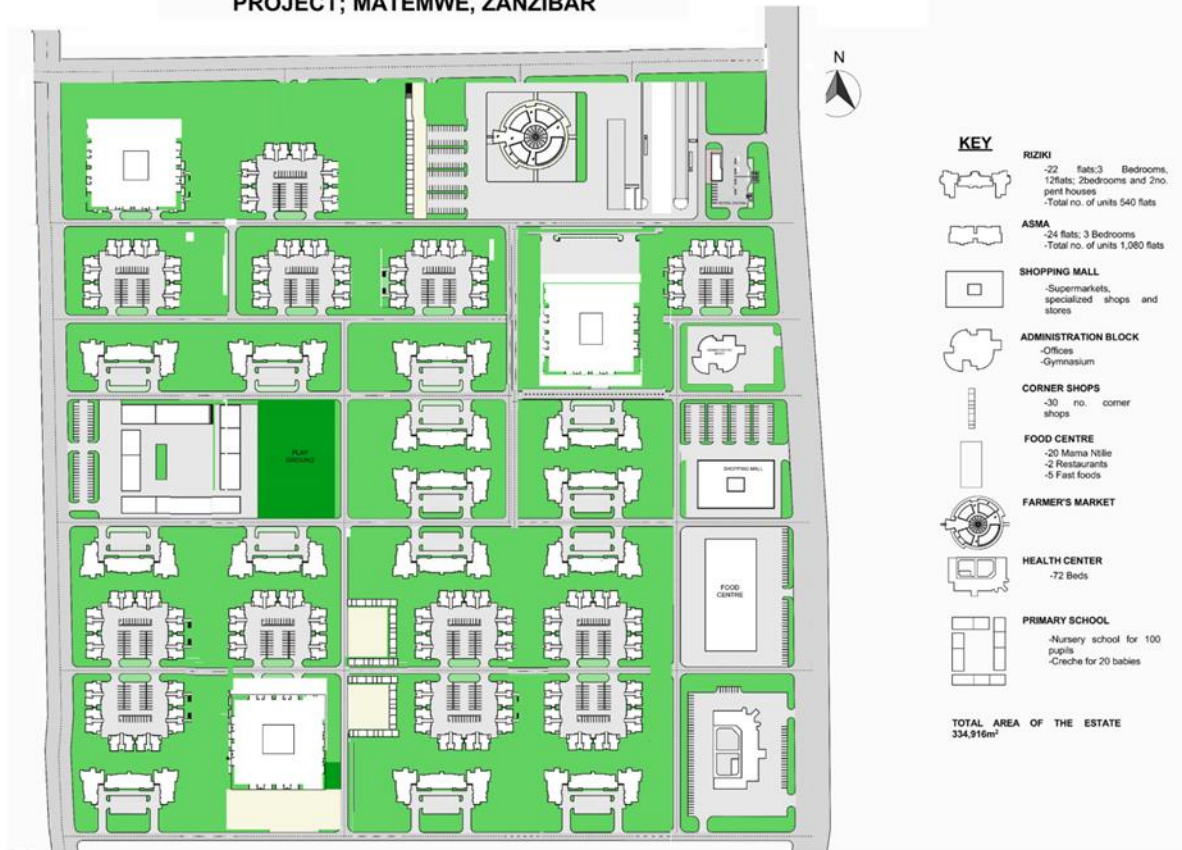 PROJECT; MATEMWE, ZANZIBAR
N
KEY
RIZIKI
-22 flats;3 Bedrooms,
12flats; 2bedrooms and 2no.
pent houses
-Total no. of units 540 flats
ASMA
-24 flats; 3 Bedrooms
-Total no. of units 1,080 flats
SHOPPING MALL
-Supermarkets,
specialized shops and
stores
ADMINISTRATION BLOCK
-Offices
-Gymnasium
CORNER SHOPS
-30 no. corner
shops
FOOD CENTRE
-20 Mama Ntilie
-2 Restaurants
-5 Fast foods
FARMER'S MARKET
HEALTH CENTER
-72 Beds
PRIMARY SCHOOL
-Nursery school for 100
pupils
-Creche for 20 babies
TOTAL AREA OF THE ESTATE
334,916m²
PLAY
GROUND
SHOPPING MALL
FOOD
CENTRE